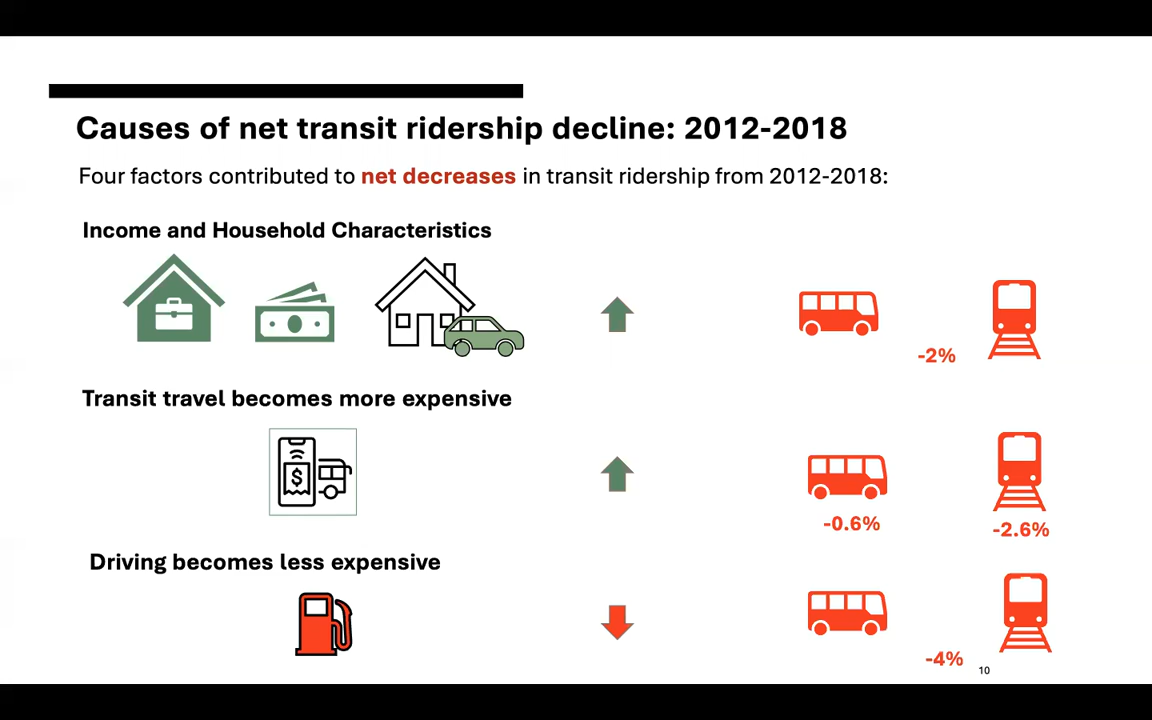 Causes of net transit ridership decline: 2012-2018
Four factors contributed to net decreases in transit ridership from 2012-2018:
Income and Household Characteristics
-2%
Transit travel becomes more expensive
$
-0.6%
-2.6%
Driving becomes less expensive
-4%
10